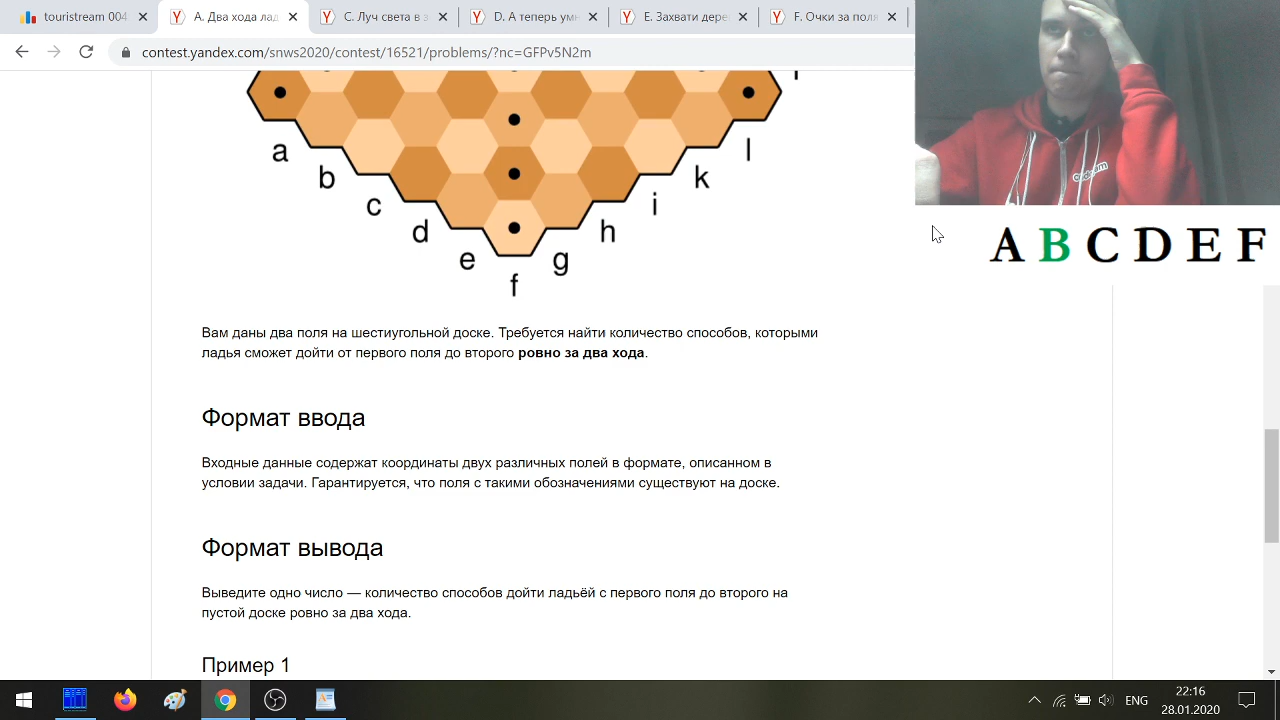 touristream 004
А. Два хода лад
C. Луч света в з
D. А теперь умн
E. Захвати дере
F. Очки за поля
contest.yandex.com/snws2020/contest/16521/problems/?nc=GFPv5N2m
a
b
c
d
e
f
g
h
i
k
l
A B C D E F
Вам даны два поля на шестиугольной доске. Требуется найти количество способов, которыми
ладья сможет дойти от первого поля до второго ровно за два хода.
Формат ввода
Входные данные содержат координаты двух различных полей в формате, описанном в
условии задачи. Гарантируется, что поля с такими обозначениями существуют на доске.
Формат вывода
Выведите одно число — количество способов дойти ладьёй с первого поля до второго на
пустой доске ровно за два хода.
Пример 1
ENG
22:16
28.01.2020